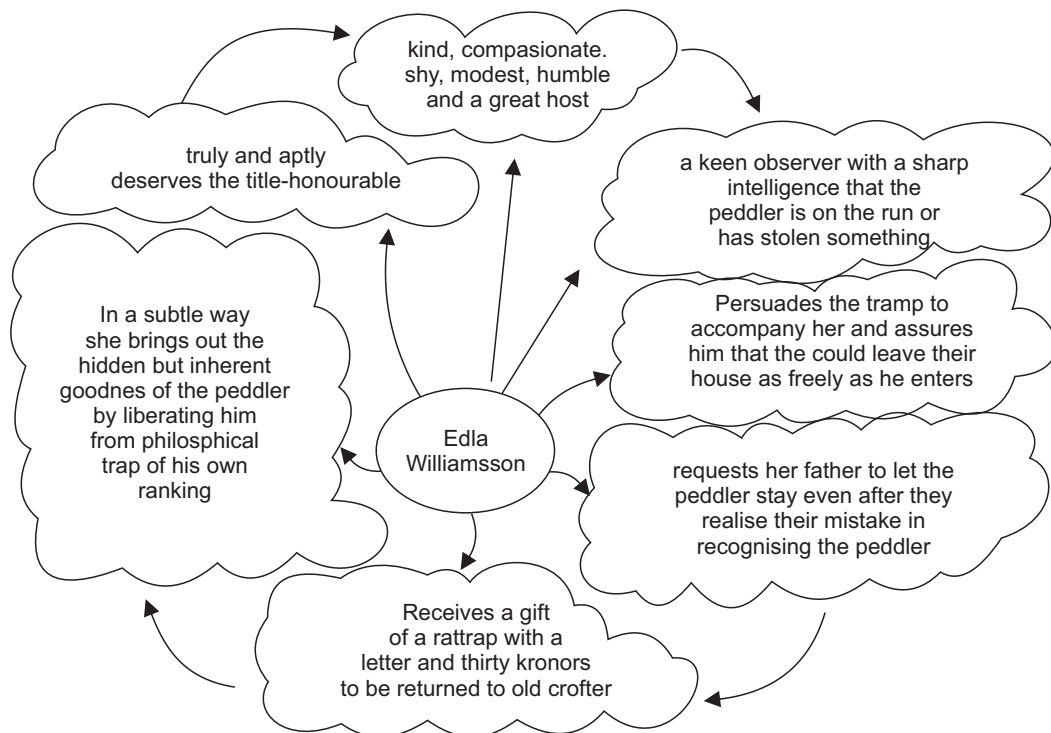 kind, compasionate.
shy, modest, humble
and a great host
a keen observer with a sharp
intelligence that the
peddler is on the run or
has stolen something
Persuades the tramp to
accompany her and assures
him that the could leave their
house as freely as he enters
requests her father to let the
peddler stay even after they
realise their mistake in
recognising the peddler
Receives a gift
of a rattrap with a
letter and thirty kronors
to be returned to old crofter
In a subtle way
she brings out the
hidden but inherent
goodnes of the peddler
by liberating him
from philosphical
trap of his own
ranking
truly and aptly
deserves the title-honourable
Edla
Williamsson